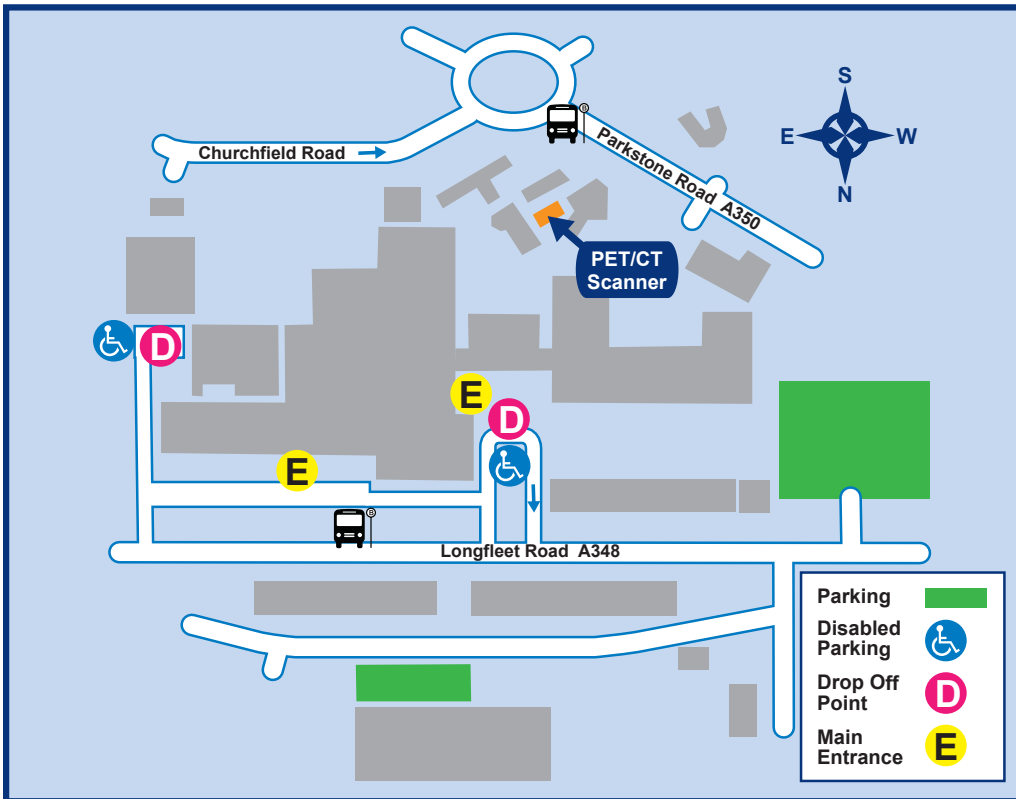 S
E W
N
B
Churchfield Road
Parkstone Road A350
PET/CT
Scanner
D
E
D
E
B
Longfleet Road A348
Parking
Disabled
Parking
Drop Off
Point
D
Main
Entrance
E